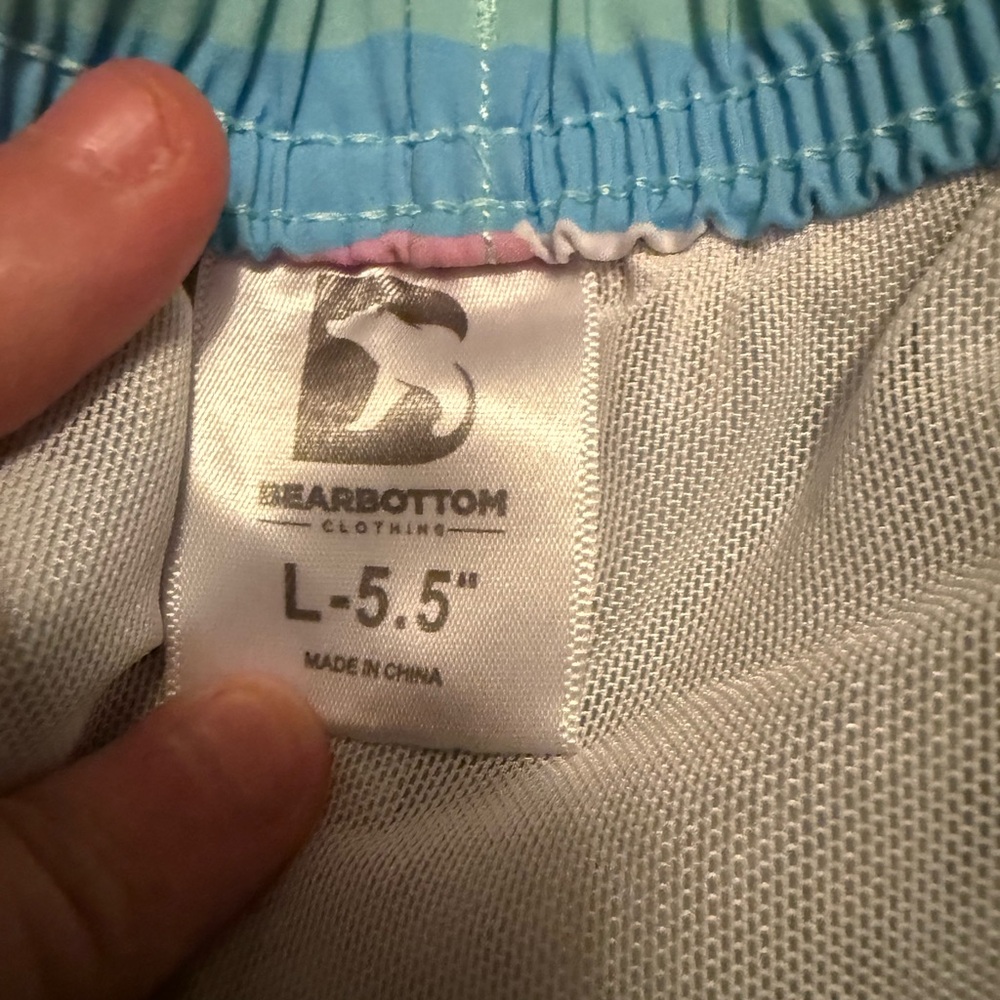 BEARBOTTOM
CLOTHING
L-5.5"
MADE IN CHINA